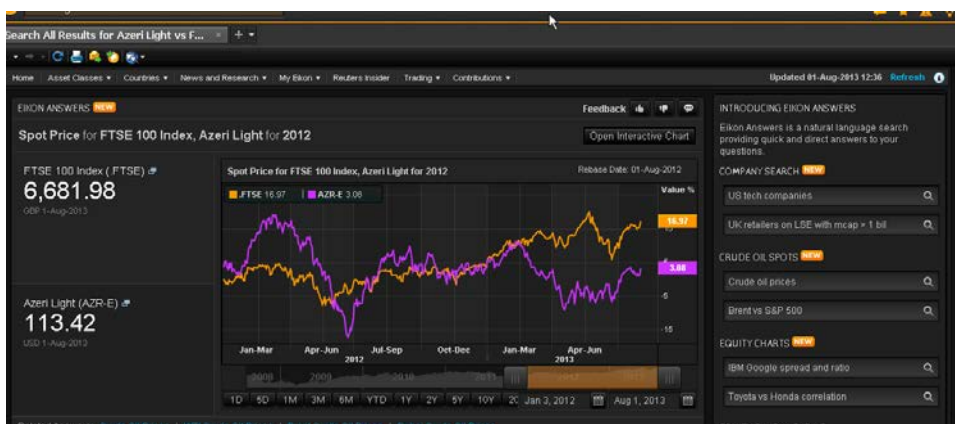 Search All Results for Azeri Light vs F...
Home Asset Classes Countries News and Research My Eikon Reuters Insider Trading Contributions Updated 01-Aug-2013 12:36 Refresh
EIKON ANSWERS NEW
Feedback
Spot Price for FTSE 100 Index, Azeri Light for 2012
Open Interactive Chart
FTSE 100 Index (.FTSE)
6,681.98
GBP 1-Aug-2013
Azeri Light (AZR-E)
113.42
USD 1-Aug-2013
Spot Price for FTSE 100 Index, Azeri Light for 2012 Rebase Date: 01-Aug-2012
.FTSE 16.97 AZR-E 3.08 Value %
16.97
3.08
-5
-15
Jan-Mar Apr-Jun Jul-Sep Oct-Dec Jan-Mar Apr-Jun
2012 2013
2008 2009 2010 2011 2012
1D 5D 1M 3M 6M YTD 1Y 2Y 5Y 10Y Jan 3, 2012 Aug 1, 2013
INTRODUCING EIKON ANSWERS
Eikon Answers is a natural language search
providing quick and direct answers to your
questions.
COMPANY SEARCH NEW
US tech companies
UK retailers on LSE with mcap > 1 bil
CRUDE OIL SPOTS NEW
Crude oil prices
Brent vs S&P 500
EQUITY CHARTS NEW
IBM Google spread and ratio
Toyota vs Honda correlation